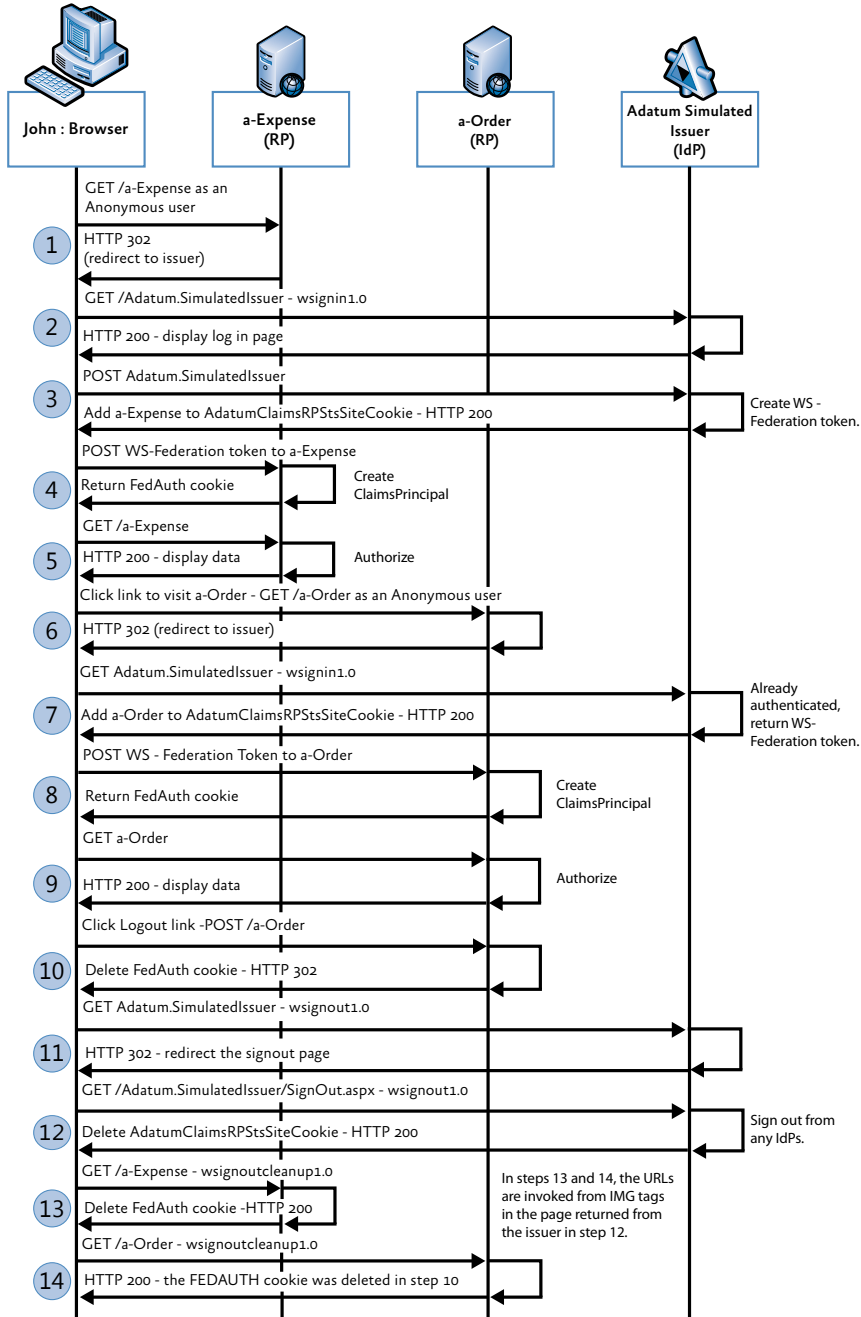 John : Browser
a-Expense
(RP)
a-Order
(RP)
Adatum Simulated
Issuer
(IdP)
GET /a-Expense as an
Anonymous user
1
HTTP 302
(redirect to issuer)
GET /Adatum.SimulatedIssuer - wsignin1.0
2
HTTP 200 - display log in page
POST Adatum.SimulatedIssuer
3
Add a-Expense to AdatumClaimsRPStsSiteCookie - HTTP 200
Create WS -
Federation token.
POST WS-Federation token to a-Expense
4
Return FedAuth cookie
Create
ClaimsPrincipal
GET /a-Expense
5
HTTP 200 - display data
Authorize
Click link to visit a-Order - GET /a-Order as an Anonymous user
6
HTTP 302 (redirect to issuer)
GET Adatum.SimulatedIssuer - wsignin1.0
7
Add a-Order to AdatumClaimsRPStsSiteCookie - HTTP 200
Already
authenticated,
return WS-
Federation token.
POST WS - Federation Token to a-Order
8
Return FedAuth cookie
Create
ClaimsPrincipal
GET a-Order
9
HTTP 200 - display data
Authorize
Click Logout link -POST /a-Order
10
Delete FedAuth cookie - HTTP 302
GET Adatum.SimulatedIssuer - wsignout1.0
11
HTTP 302 - redirect the signout page
GET /Adatum.SimulatedIssuer/SignOut.aspx - wsignout1.0
12
Delete AdatumClaimsRPStsSiteCookie - HTTP 200
Sign out from
any IdPs.
GET /a-Expense - wsignoutcleanup1.0
13
Delete FedAuth cookie -HTTP 200
In steps 13 and 14, the URLs
are invoked from IMG tags
in the page returned from
the issuer in step 12.
GET /a-Order - wsignoutcleanup1.0
14
HTTP 200 - the FEDAUTH cookie was deleted in step 10